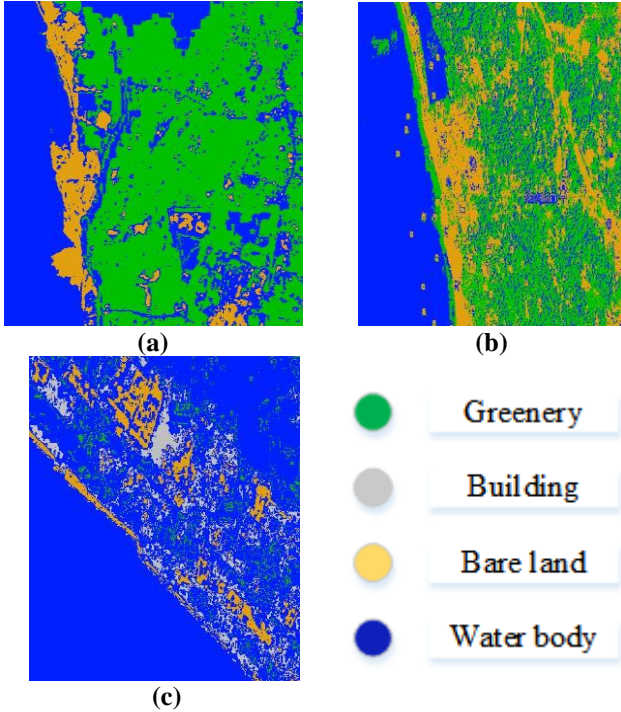 (a)
(b)
(c)
Greenery
Building
Bare land
Water body